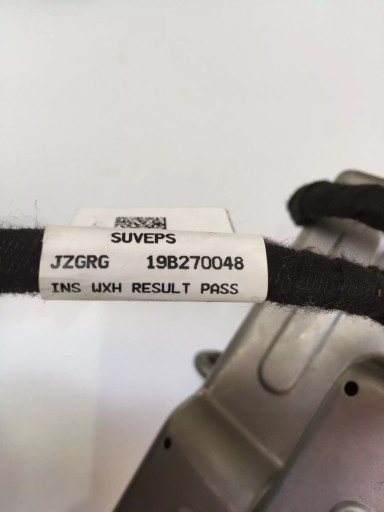 SUVEPS
JZGRG 19B270048
INS WXH RESULT PASS